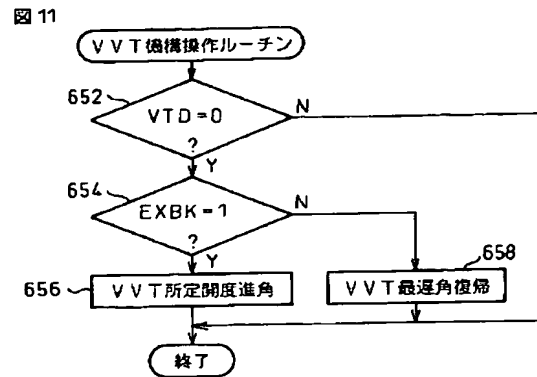 図11
VVT機構操作ルーチン
652
VTD=0
?
N
Y
654
EXBK=1
?
N
Y
658
656
VVT所定開度進角
VVT最遅角復帰
終了